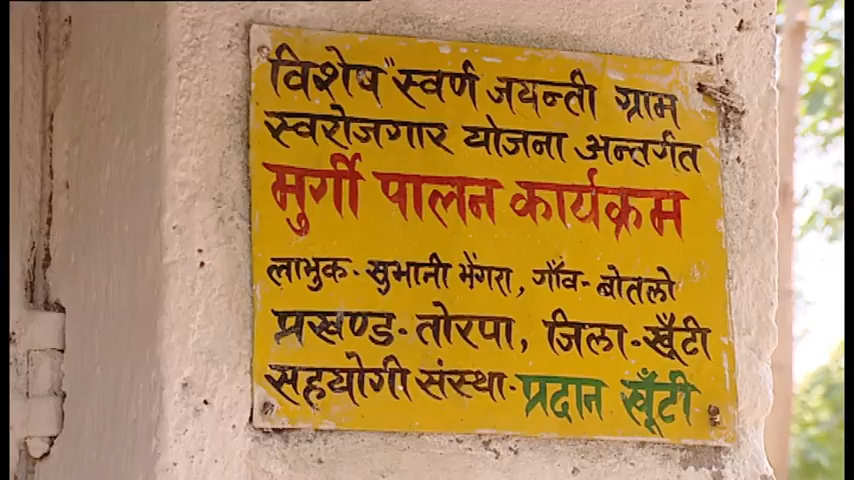 विशेष "स्वर्ण जयन्ती ग्राम
स्वरोजगार योजना अन्तर्गत
मुर्गी पालन कार्यक्रम
लाभुक - सुभानी भेंगरा, गाँव - बोतलो
प्रखण्ड - तोरपा, जिला - खूँटी
सहयोगी संस्था - प्रदान खूँटी